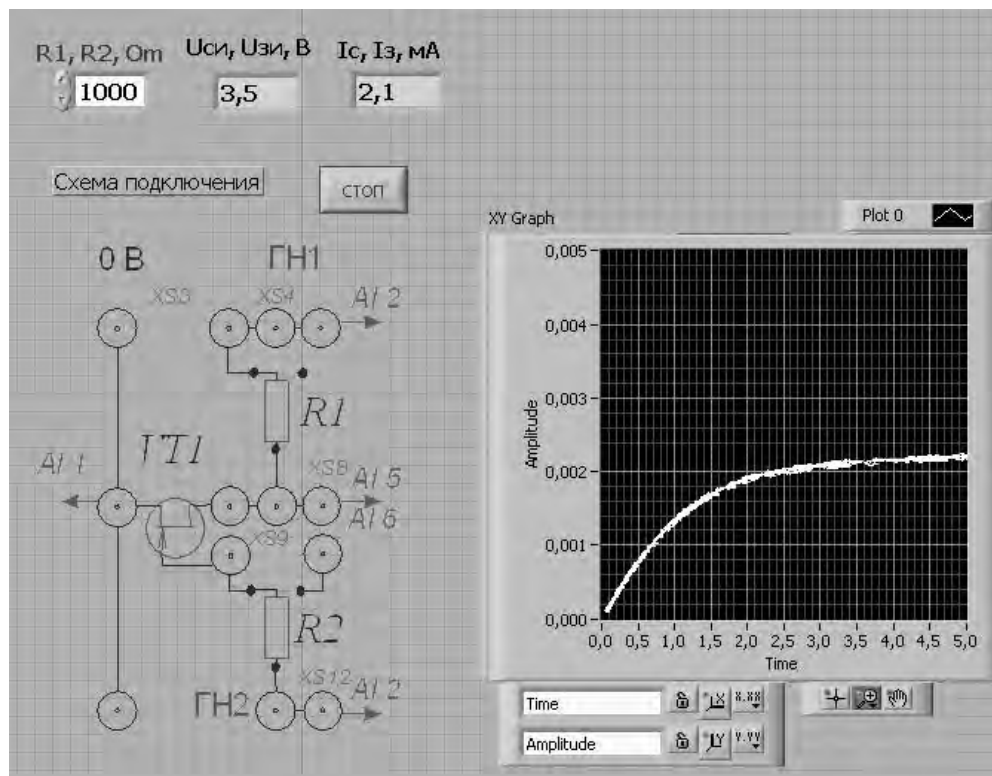 R1, R2, Om
Uси, Uзи, В
Iс, Iз, мА
1000
3,5
2,1
Схема подключения
стоп
0 В
ГН1
XS3
XS4
AI 2
R1
VT1
AI 1
XS8
AI 5
AI 6
XS9
R2
XS12
AI 2
ГН2
XY Graph
Plot 0
0,005
0,004
0,003
0,002
0,001
0,000
Amplitude
0,0 0,5 1,0 1,5 2,0 2,5 3,0 3,5 4,0 4,5 5,0
Time
Time
X.XX
Amplitude
Y.YY